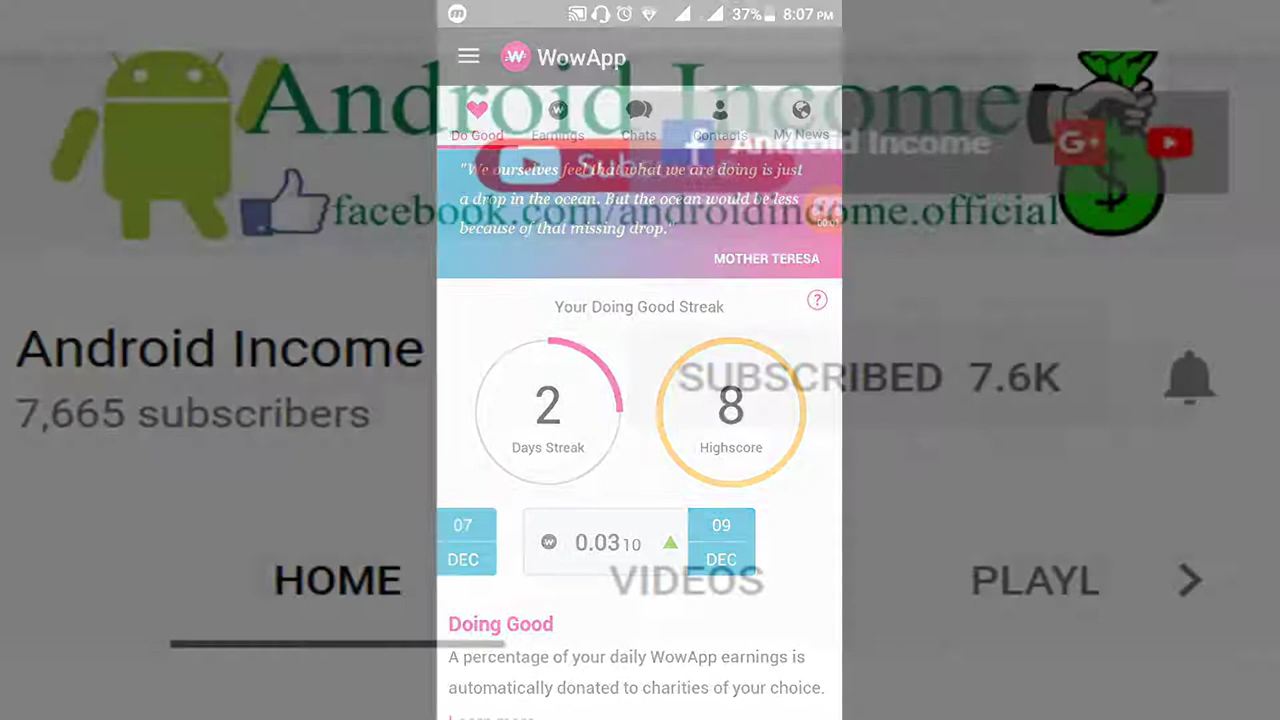 37% 8:07 PM
WowApp
Android Income
Do Good Earnings Chats Contacts My News
Android Income
G+
"We ourselves feel that what we are doing is just
a drop in the ocean. But the ocean would be less
because of that missing drop."
facebook.com/androidincome.official
MOTHER TERESA
Your Doing Good Streak ?
Android Income
7,665 subscribers
2
Days Streak
8
Highscore
SUBSCRIBED 7.6K
07
DEC
0.0310
09
DEC
HOME VIDEOS PLAYL
Doing Good
A percentage of your daily WowApp earnings is
automatically donated to charities of your choice.
Learn more